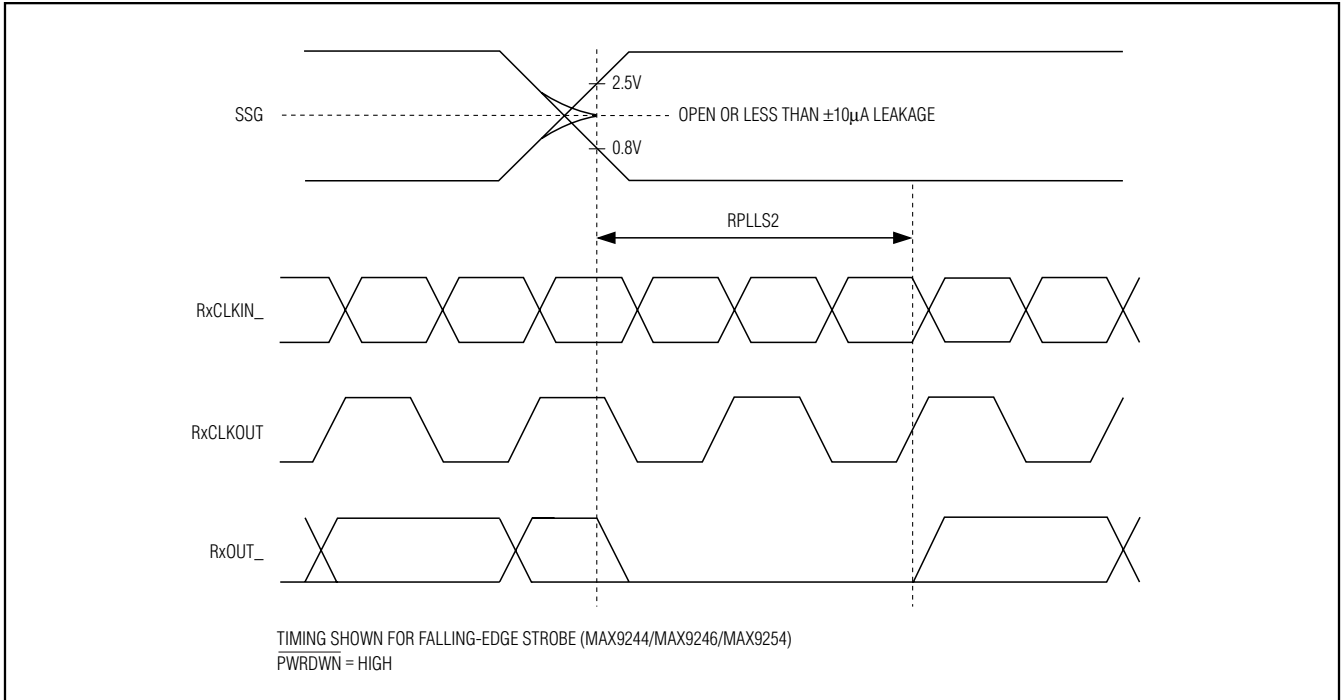 2.5V
SSG
OPEN OR LESS THAN ±10µA LEAKAGE
0.8V
RPLLS2
RxCLKIN_
RxCLKOUT
RxOUT_
TIMING SHOWN FOR FALLING-EDGE STROBE (MAX9244/MAX9246/MAX9254)
PWRDWN = HIGH